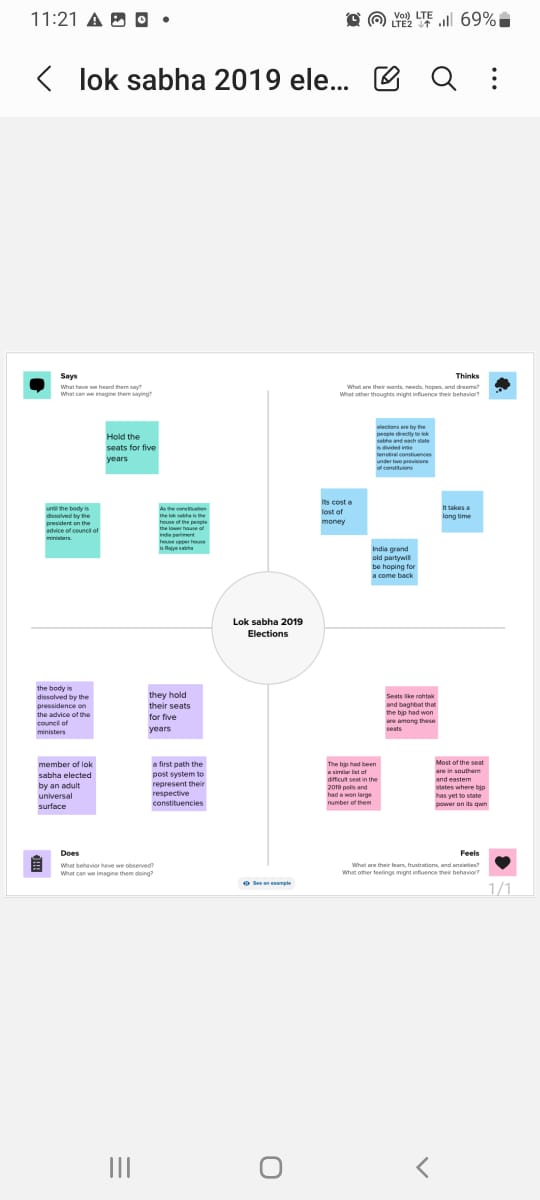 11:21
Vo)) LTE
LTE2
69%
lok sabha 2019 ele...
Says
What have we heard them say?
What can we imagine them saying?
Thinks
What are their wants, needs, hopes, and dreams?
What other thoughts might influence their behavior?
Hold the
seats for five
years
until the body is
dissolved by the
president on the
advice of council of
ministers.
As the constituation
the lok sabha is the
house of the people
the lower house of
india parliment
house upper house
is Rajya sabha
elections are by the
people directly to lok
sabha and each state
is divided into
terrotiral constiuences
under two provisions
of constituions
Its cost a
lost of
money
It takes a
long time
India grand
old partywill
be hoping for
a come back
Lok sabha 2019
Elections
the body is
dissolved by the
pressidence on
the advice of the
council of
ministers
they hold
their seats
for five
years
member of lok
sabha elected
by an adult
universal
surface
a first path the
post system to
represent their
respective
constituencies
Seats like rohtak
and baghbat that
the bjp had won
are among these
seats
The bjp had been
a similar list of
difficult seat in the
2019 polls and
had a won large
number of them
Most of the seat
are in southern
and eastern
states where bjp
has yet to state
power on its qwn
Does
What behavior have we observed?
What can we imagine them doing?
See an example
Feels
What are their fears, frustrations, and anxieties?
What other feelings might influence their behavior?
1/1